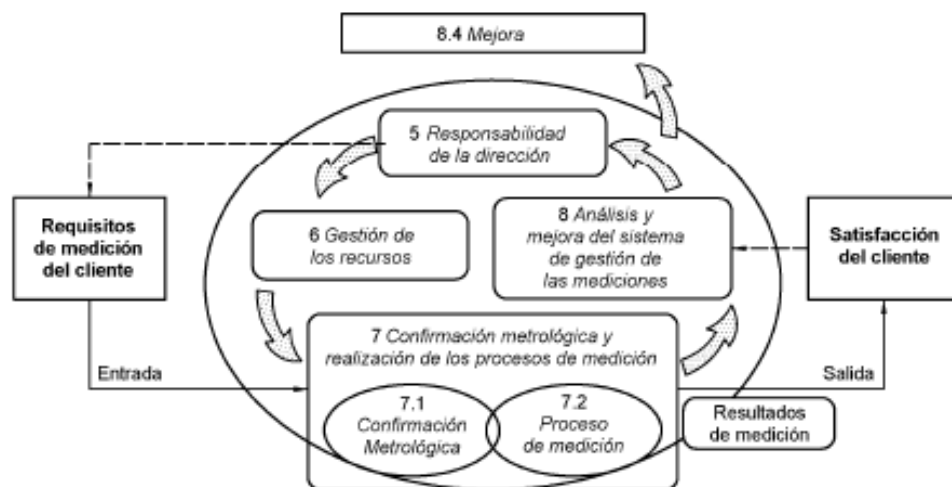 8.4 Mejora
5 Responsabilidad
de la dirección
Requisitos
de medición
del cliente
6 Gestión de
los recursos
8 Análisis y
mejora del sistema
de gestión de
las mediciones
Satisfacción
del cliente
7 Confirmación metrológica y
realización de los procesos de medición
Entrada
Salida
7.1
Confirmación
Metrológica
7.2
Proceso
de medición
Resultados
de medición